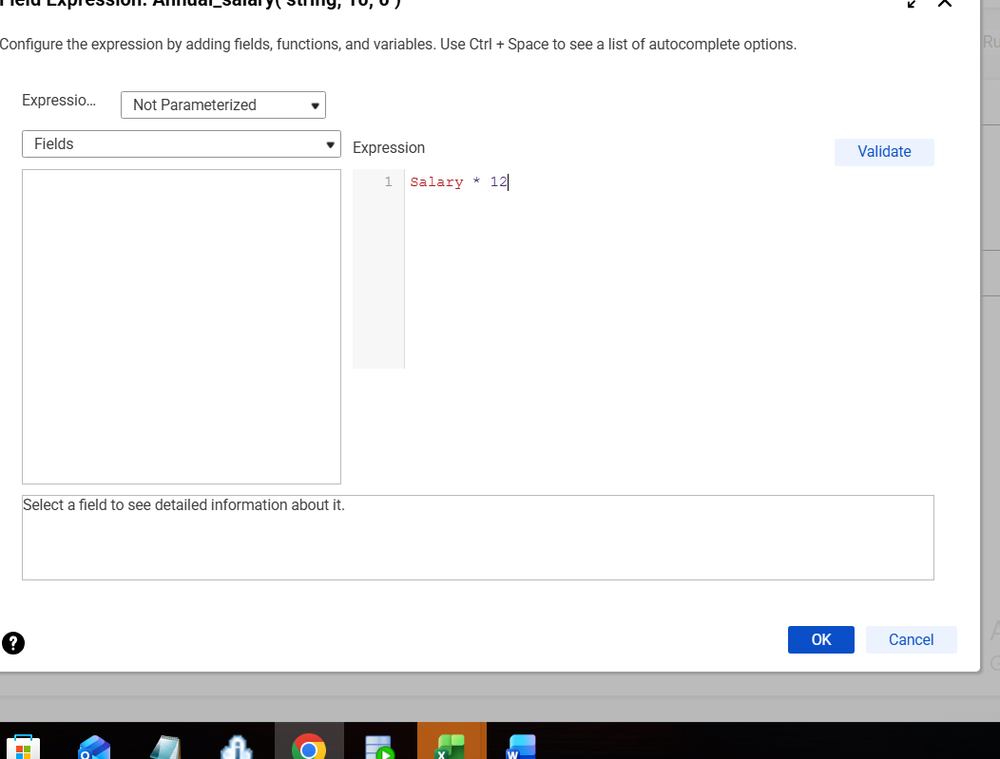 Field Expression: Annual_salary( string, 10, 0 )
Configure the expression by adding fields, functions, and variables. Use Ctrl + Space to see a list of autocomplete options.
Ru
Expressio...
Not Parameterized
Fields
Expression
Validate
1
Salary * 12
Select a field to see detailed information about it.
?
OK
Cancel